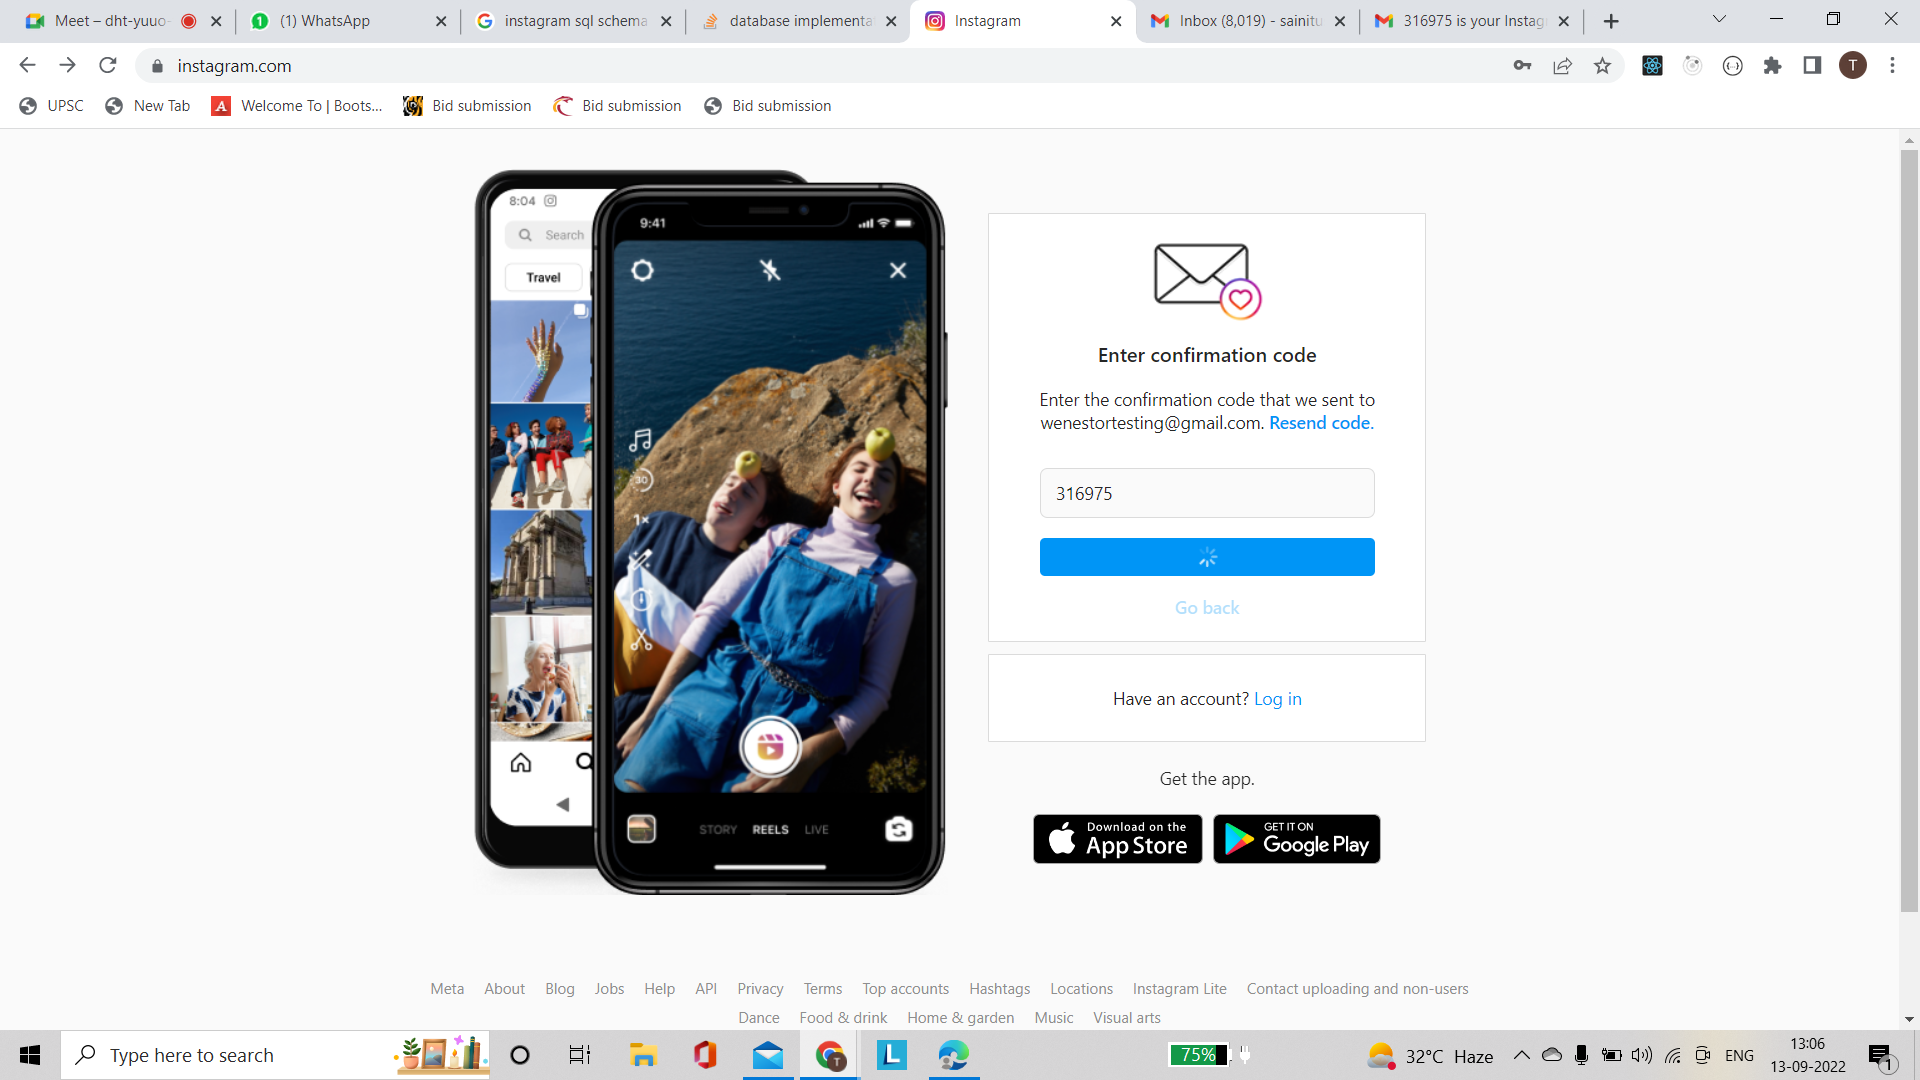 Meet – dht-yuuo-
(1) WhatsApp
instagram sql schema
database implementa
Instagram
Inbox (8,019) - sainitu
316975 is your Instag
instagram.com
T
UPSC
New Tab
Welcome To | Boots...
Bid submission
Bid submission
Bid submission
8:04
Search
Travel
9:41
30
1x
STORY REELS LIVE
Enter confirmation code
Enter the confirmation code that we sent to
wenestortesting@gmail.com. Resend code.
316975
Go back
Have an account? Log in
Get the app.
Download on the
App Store
GET IT ON
Google Play
Meta About Blog Jobs Help API Privacy Terms Top accounts Hashtags Locations Instagram Lite Contact uploading and non-users
Dance Food & drink Home & garden Music Visual arts
Type here to search
75%
32°C Haze
ENG
13:06
13-09-2022
1